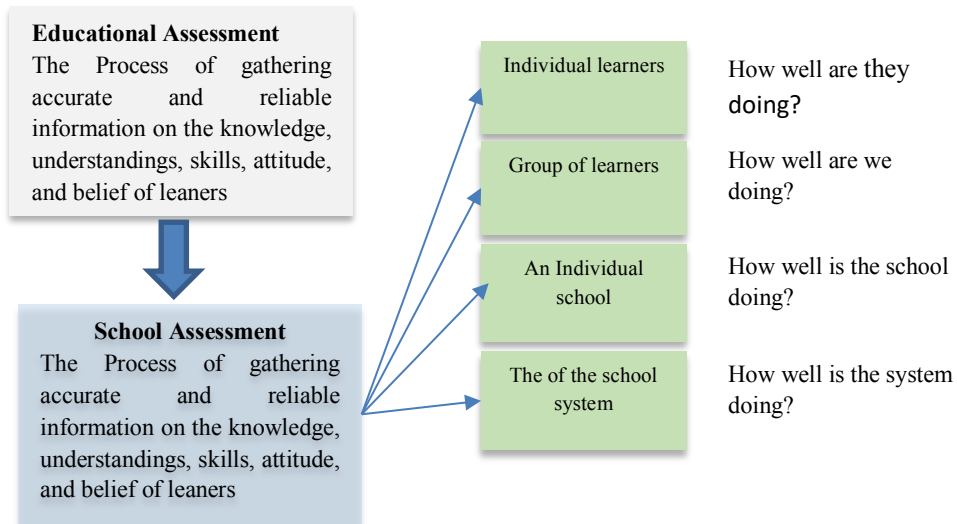 Educational Assessment
The Process of gathering
accurate and reliable
information on the knowledge,
understandings, skills, attitude,
and belief of leaners
School Assessment
The Process of gathering
accurate and reliable
information on the knowledge,
understandings, skills, attitude,
and belief of leaners
Individual learners
How well are they
doing?
Group of learners
How well are we
doing?
An Individual
school
How well is the school
doing?
The of the school
system
How well is the system
doing?